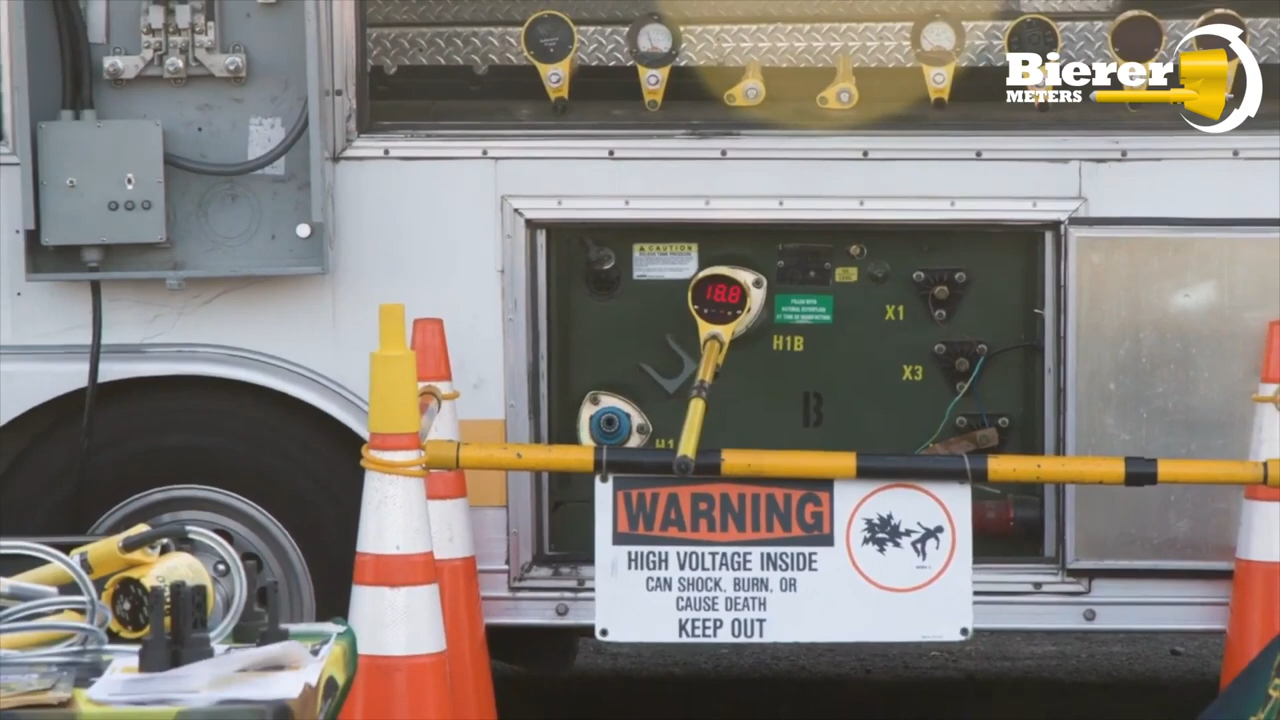 Bierer
METERS
CAUTION
18.8
H1B
X1
X3
B
H1
WARNING
HIGH VOLTAGE INSIDE
CAN SHOCK, BURN, OR
CAUSE DEATH
KEEP OUT